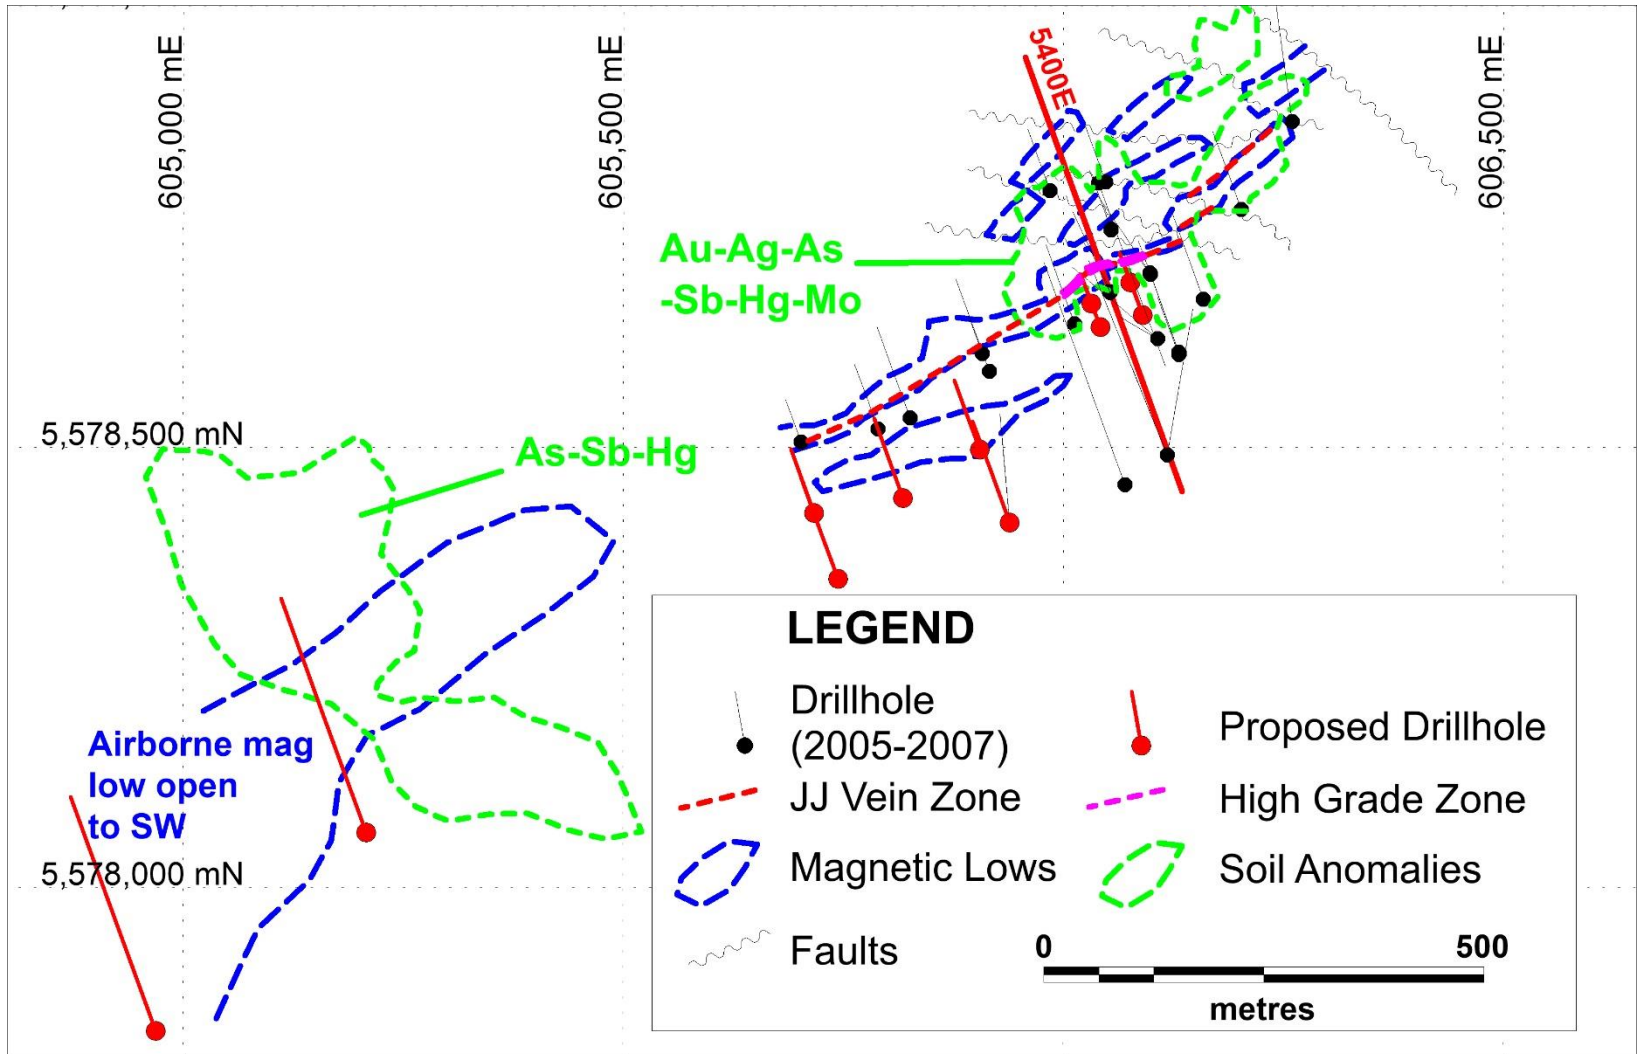 605,000 mE
605,500 mE
5400E
606,500 mE
Au-Ag-As
-Sb-Hg-Mo
5,578,500 mN
As-Sb-Hg
Airborne mag
low open
to SW
5,578,000 mN
LEGEND
Drillhole
(2005-2007)
Proposed Drillhole
JJ Vein Zone
High Grade Zone
Magnetic Lows
Soil Anomalies
Faults
0
500
metres